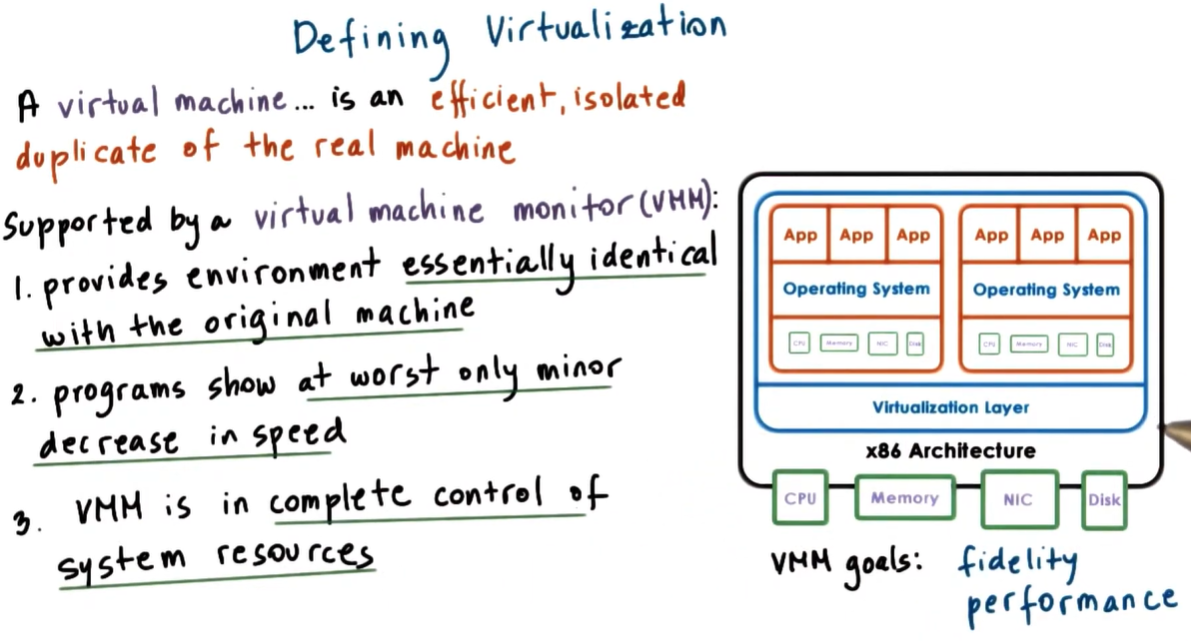 Defining Virtualization
A virtual machine... is an efficient, isolated
duplicate of the real machine
Supported by a virtual machine monitor (VMM):
1. provides environment essentially identical
with the original machine
2. programs show at worst only minor
decrease in speed
3. VMM is in complete control of
system resources
App App App App App App
Operating System Operating System
CPU Memory NIC Disk CPU Memory NIC Disk
Virtualization Layer
x86 Architecture
CPU Memory NIC Disk
VMM goals: fidelity
performance